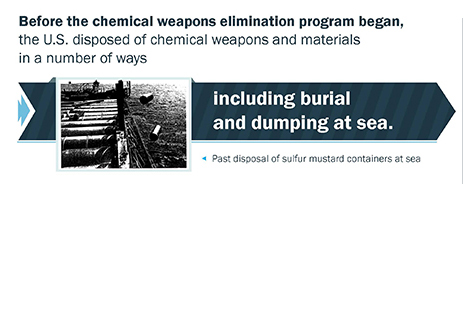 Before the chemical weapons elimination program began,
the U.S. disposed of chemical weapons and materials
in a number of ways
including burial
and dumping at sea.
Past disposal of sulfur mustard containers at sea